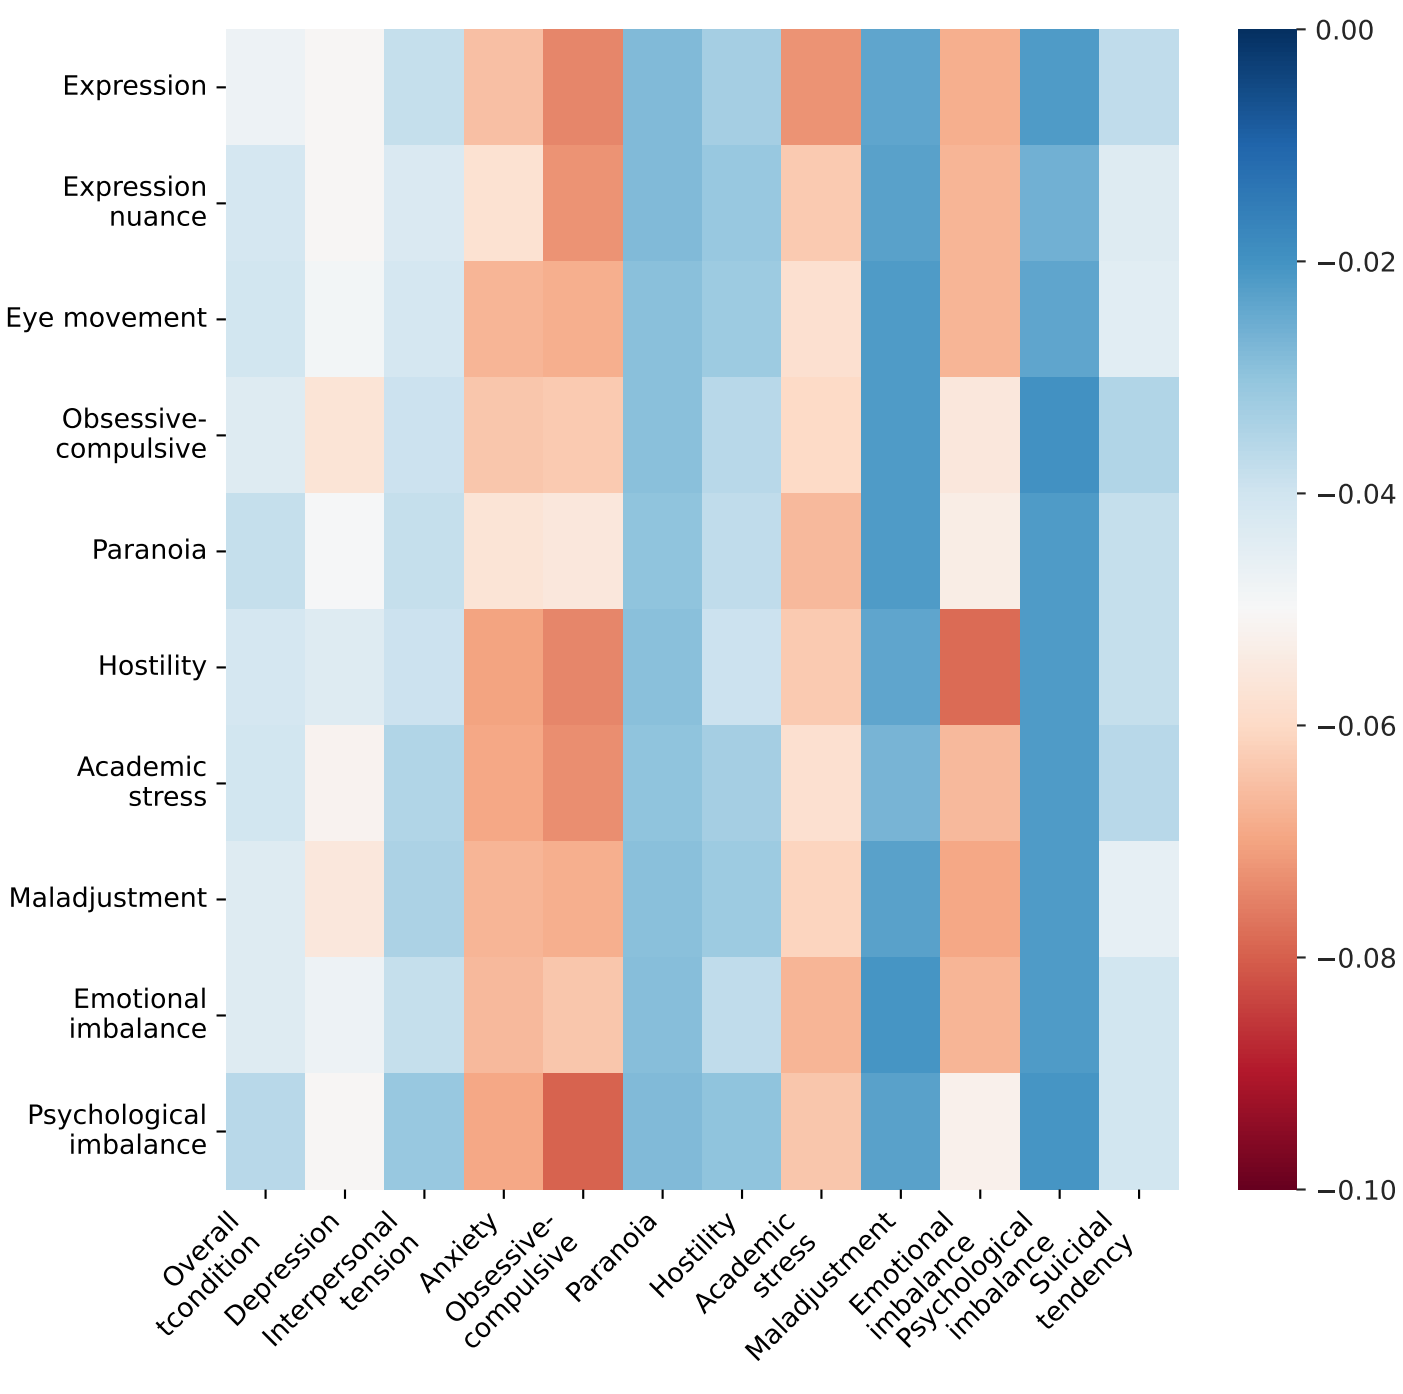 Expression
Expression
nuance
Eye movement
Obsessive-
compulsive
Paranoia
Hostility
Academic
stress
Maladjustment
Emotional
imbalance
Psychological
imbalance
Overall
tcondition
Depression
Interpersonal
tension
Anxiety
Obsessive-
compulsive
Paranoia
Hostility
Academic
stress
Maladjustment
Emotional
imbalance
Psychological
imbalance
Suicidal
tendency
0.00
−0.02
−0.04
−0.06
−0.08
−0.10